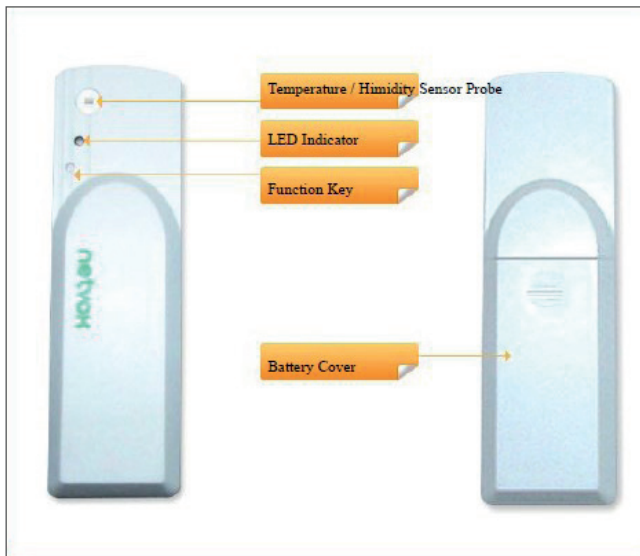 Temperature / Himidity Sensor Probe
LED Indicator
Function Key
netvox
Battery Cover